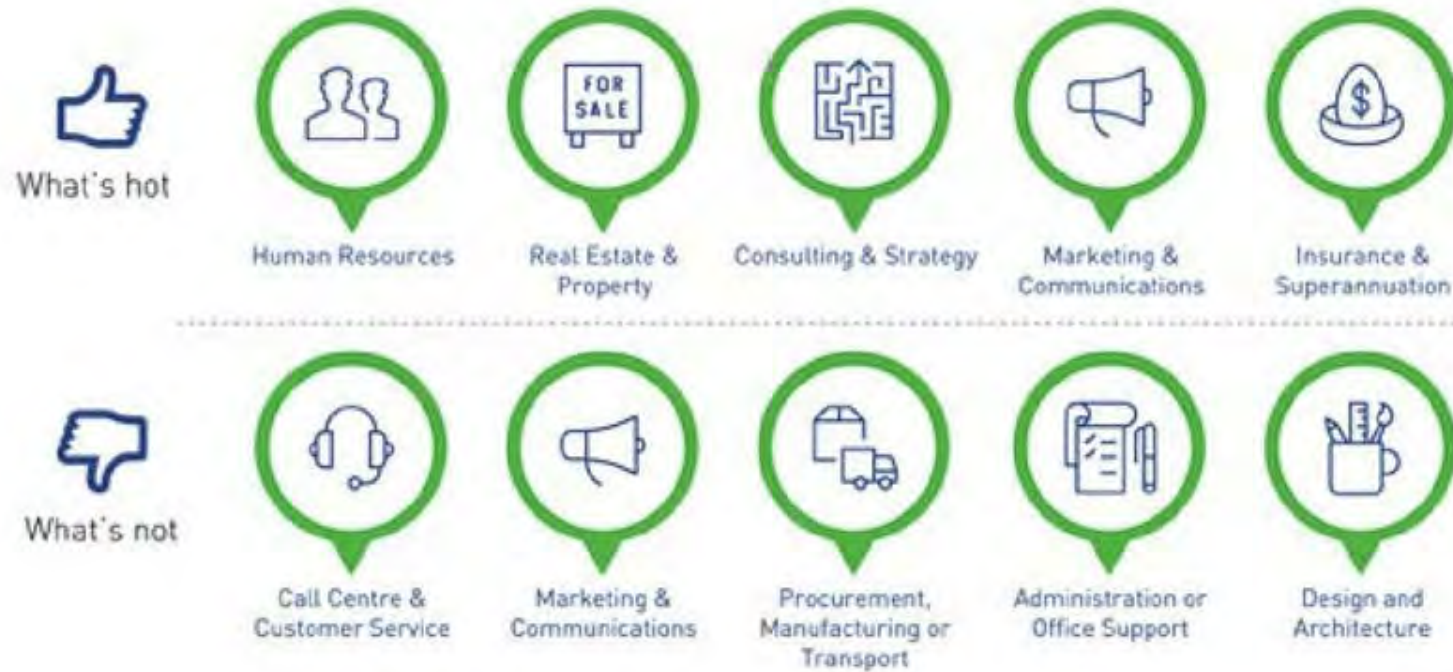 FOR
SALE
$
What's hot
Human Resources
Real Estate &
Property
Consulting & Strategy
Marketing &
Communications
Insurance &
Superannuation
What's not
Call Centre &
Customer Service
Marketing &
Communications
Procurement,
Manufacturing or
Transport
Administration or
Office Support
Design and
Architecture